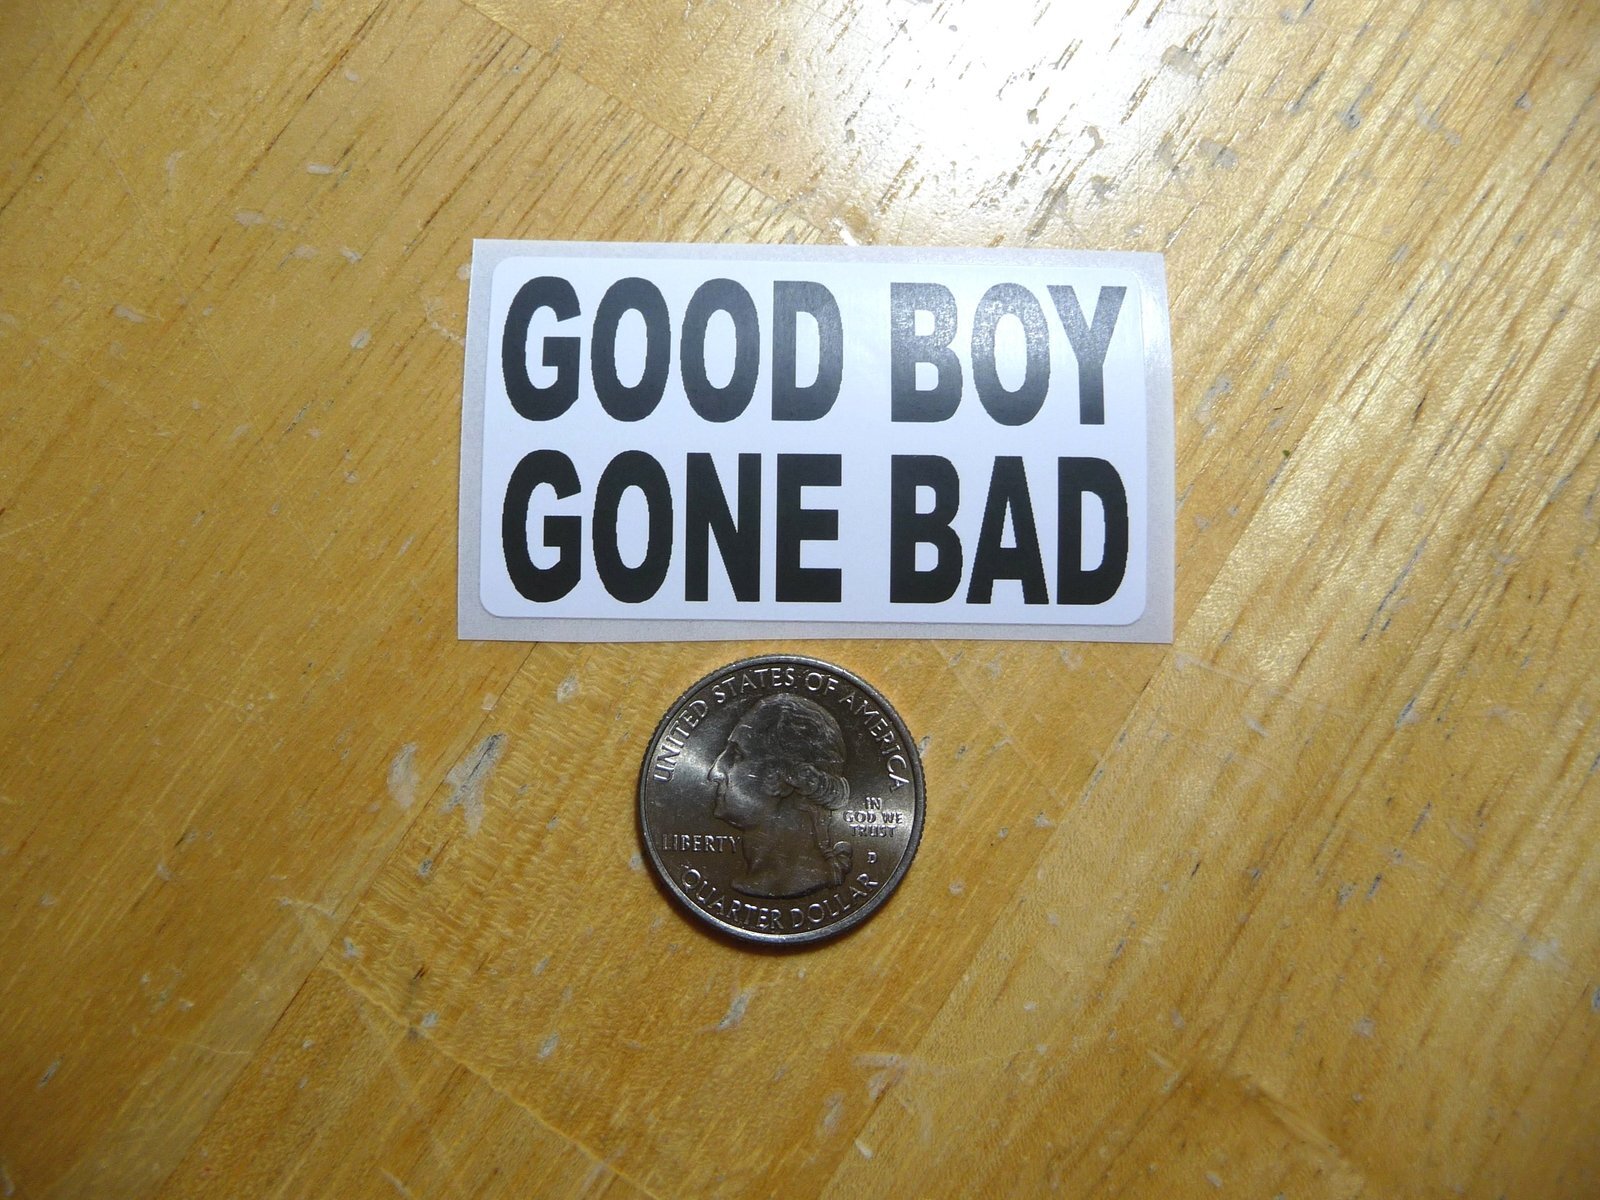 GOOD BOY
GONE BAD
UNITED STATES OF AMERICA
IN
GOD WE
TRUST
LIBERTY
D
QUARTER DOLLAR